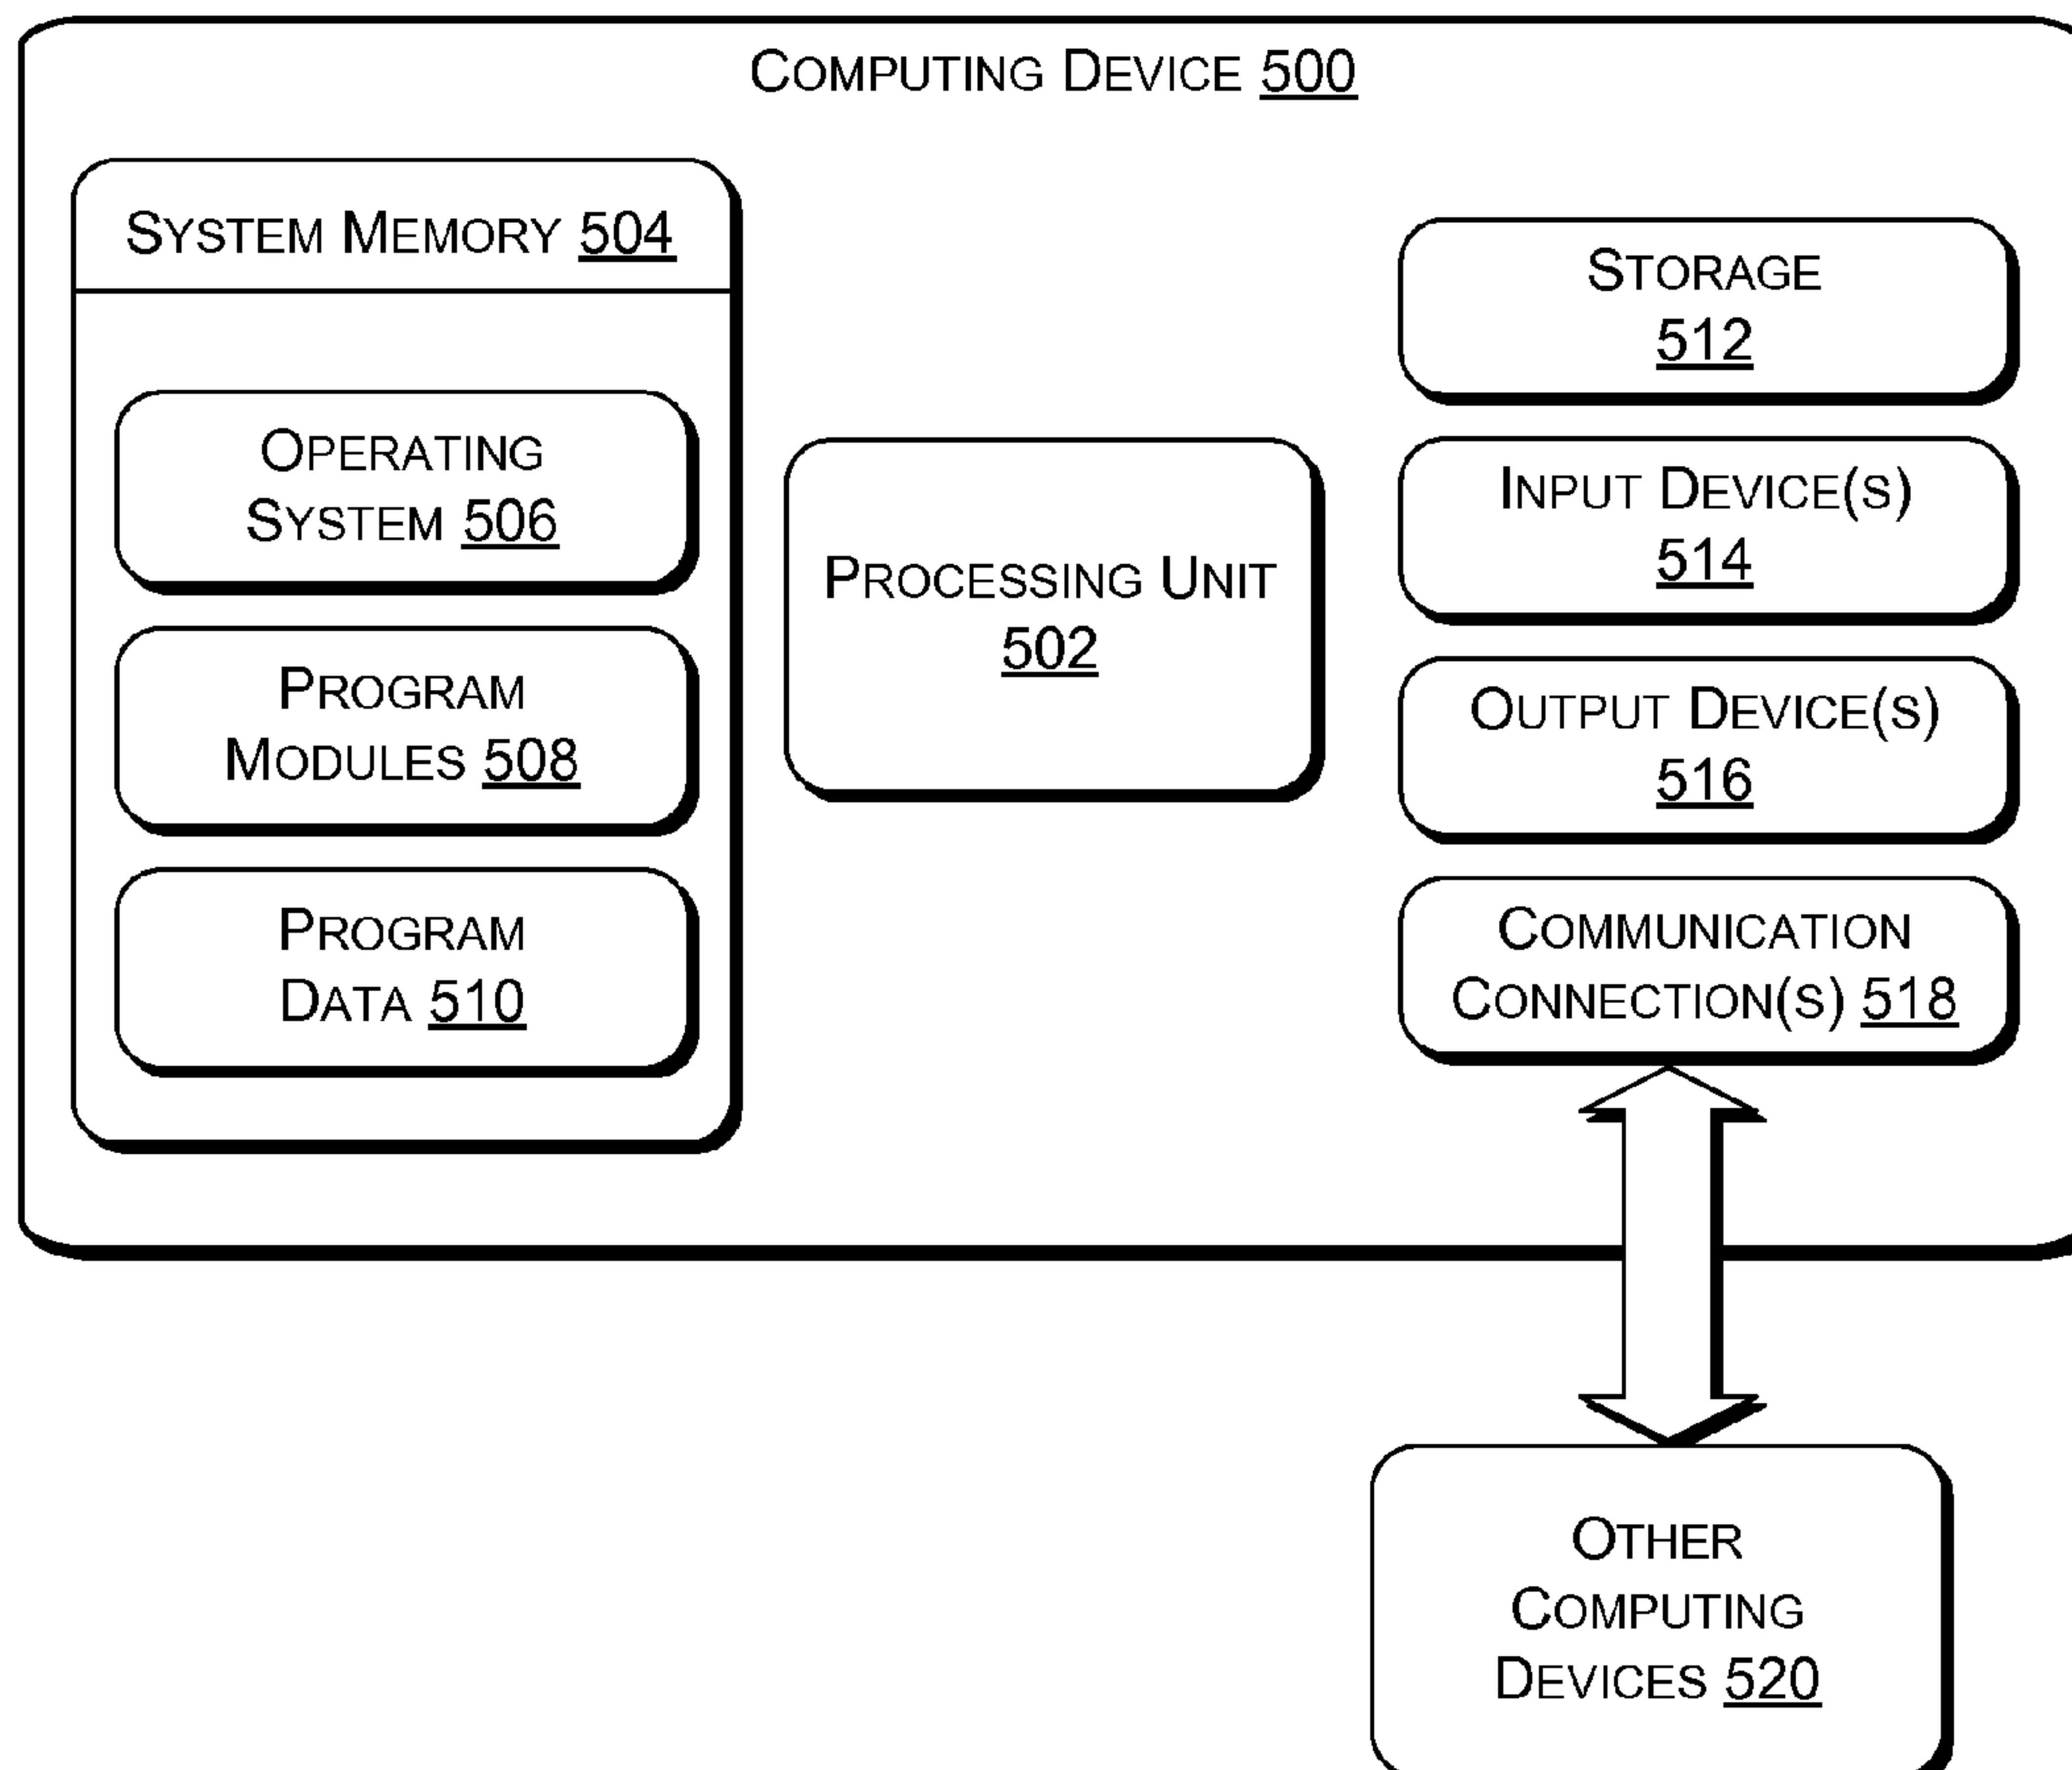 COMPUTING DEVICE 500
SYSTEM MEMORY 504
OPERATING
SYSTEM 506
PROGRAM
MODULES 508
PROGRAM
DATA 510
PROCESSING UNIT
502
STORAGE
512
INPUT DEVICE(S)
514
OUTPUT DEVICE(S)
516
COMMUNICATION
CONNECTION(S) 518
OTHER
COMPUTING
DEVICES 520